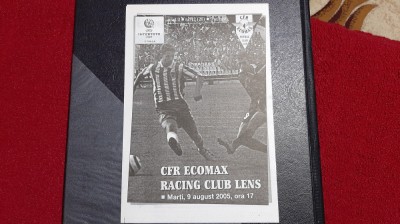 CFR ECOMAX
RACING CLUB LENS
Marti, 9 august 2005, ora 17